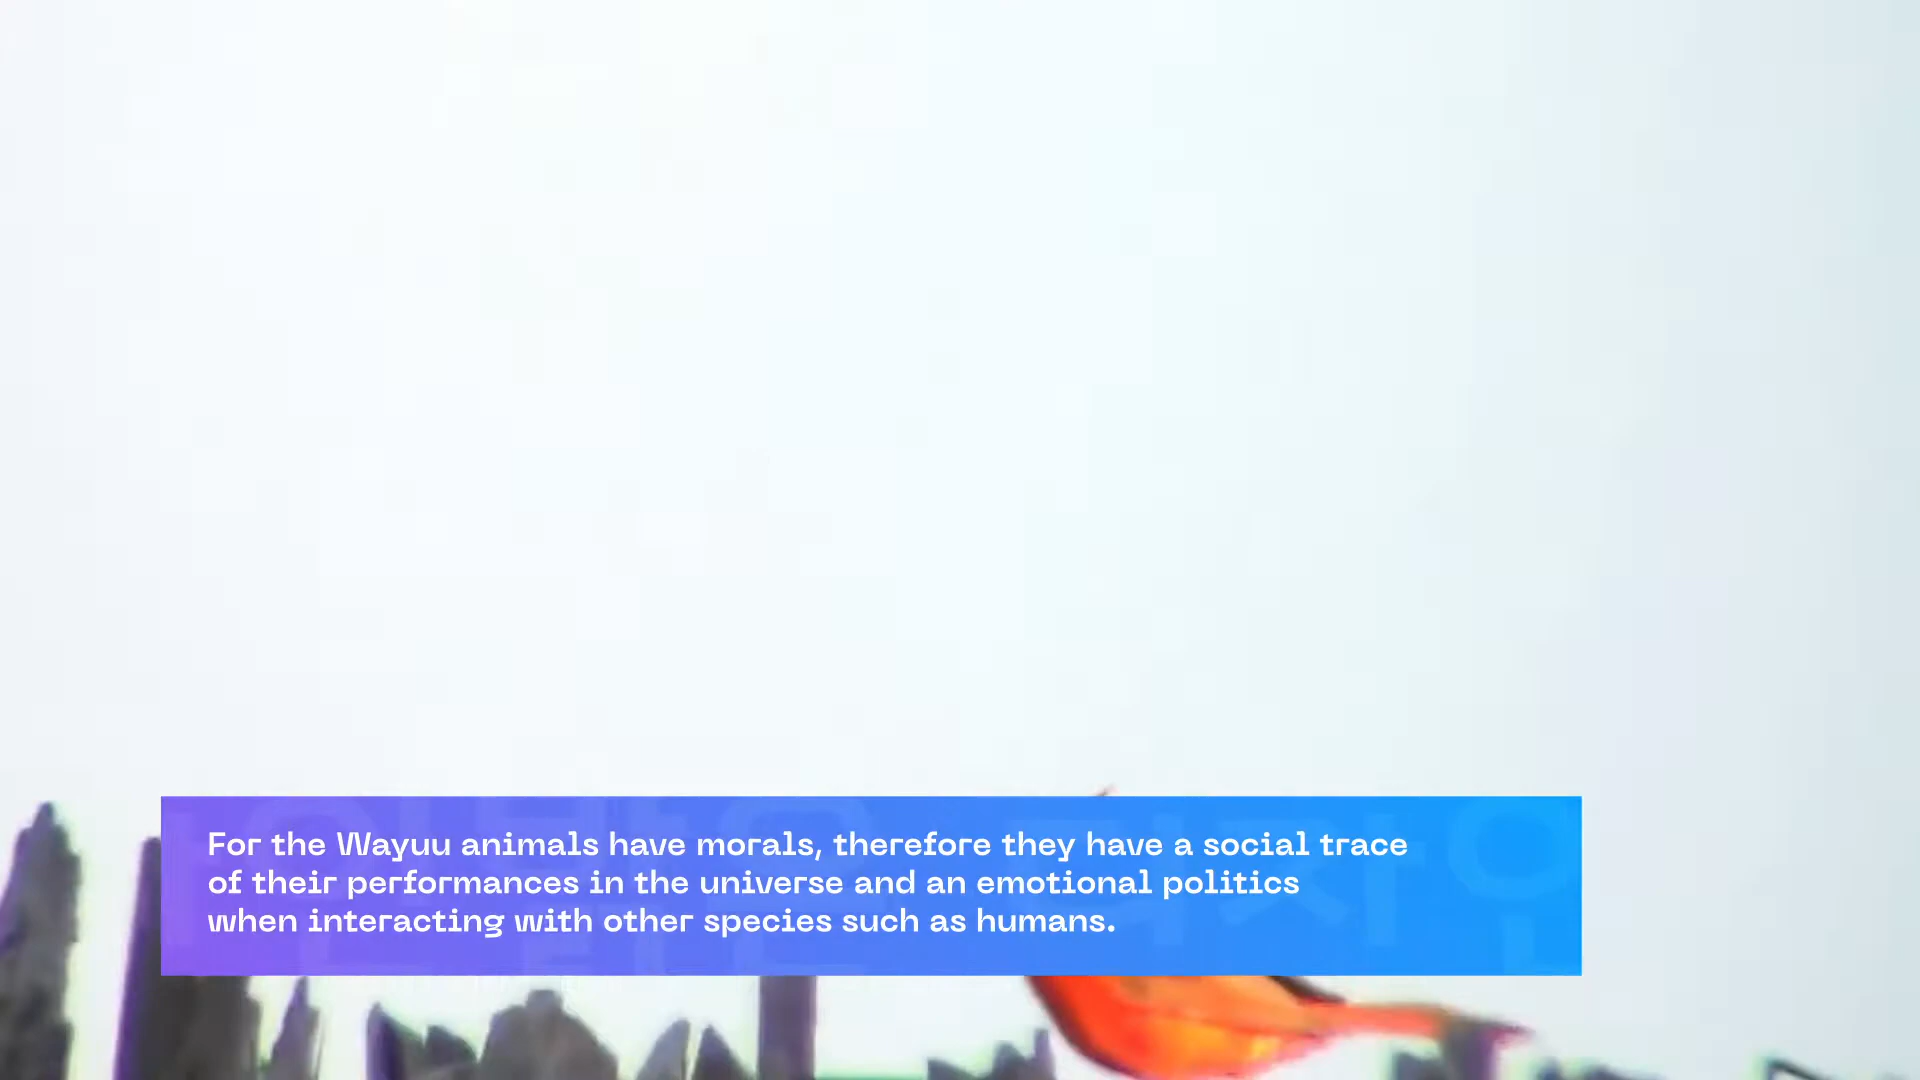 For the Wayuu animals have morals, therefore they have a social trace
of their performances in the universe and an emotional politics
when interacting with other species such as humans.